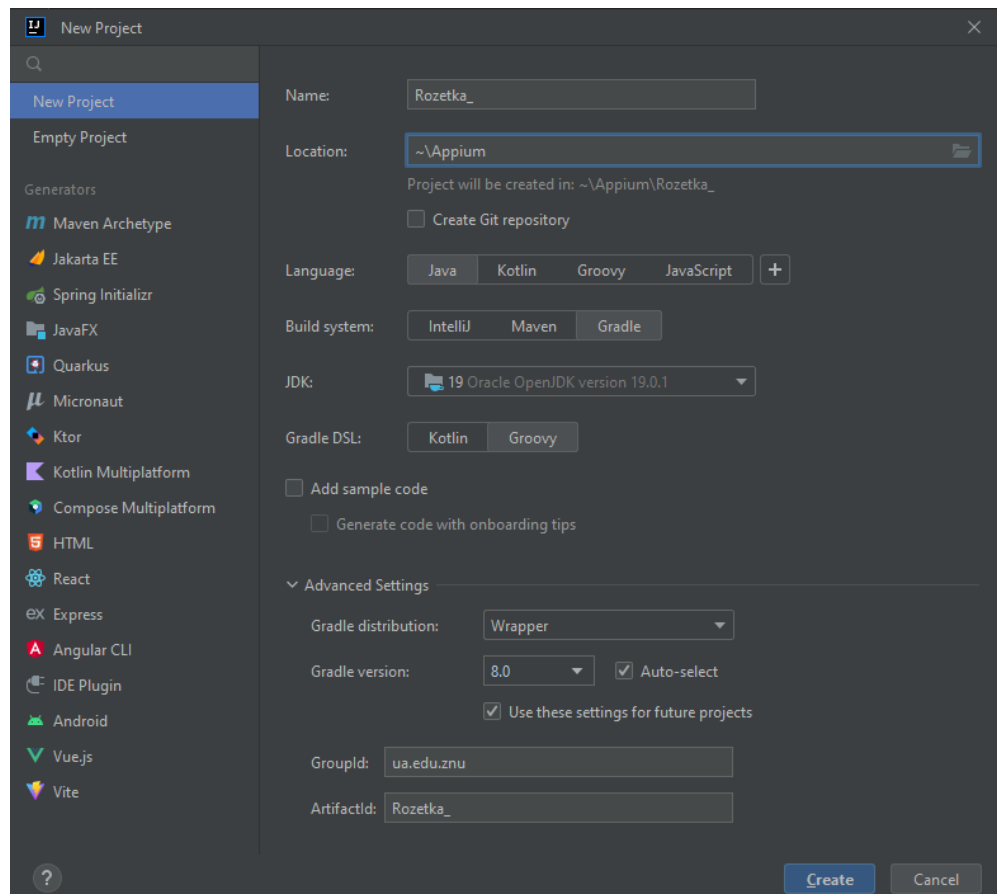 New Project
New Project
Empty Project
Generators
Maven Archetype
Jakarta EE
Spring Initializr
JavaFX
Quarkus
Micronaut
Ktor
Kotlin Multiplatform
Compose Multiplatform
HTML
React
Express
Angular CLI
IDE Plugin
Android
Vue.js
Vite
Name: Rozetka_
Location: ~\Appium
Project will be created in: ~\Appium\Rozetka_
Create Git repository
Language: Java Kotlin Groovy JavaScript +
Build system: IntelliJ Maven Gradle
JDK: 19 Oracle OpenJDK version 19.0.1
Gradle DSL: Kotlin Groovy
Add sample code
Generate code with onboarding tips
Advanced Settings
Gradle distribution: Wrapper
Gradle version: 8.0 Auto-select
Use these settings for future projects
GroupId: ua.edu.znu
ArtifactId: Rozetka_
? Create Cancel